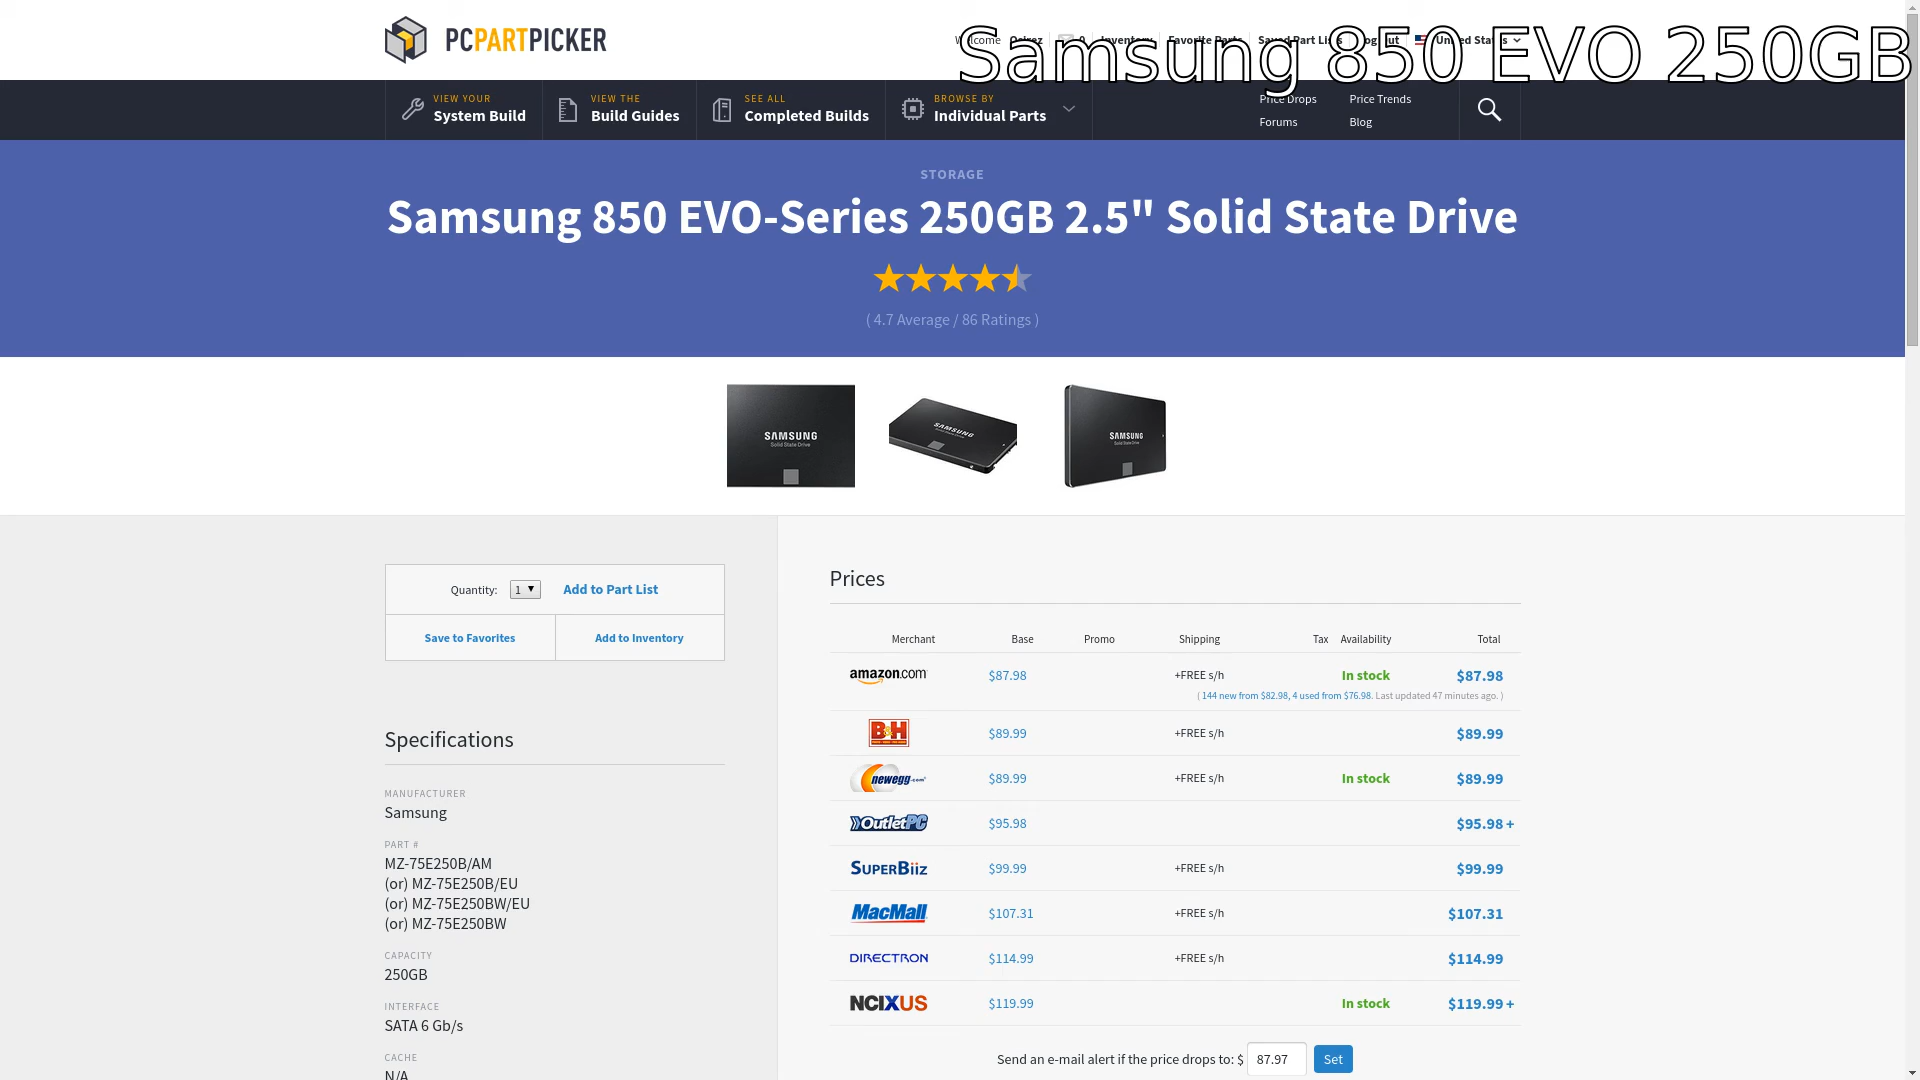 PCPARTPICKER
Samsung 850 EVO 250GB
Welcome
VIEW YOUR
System Build
VIEW THE
Build Guides
SEE ALL
Completed Builds
BROWSE BY
Individual Parts
Price Drops
Price Trends
Forums
Blog
STORAGE
Samsung 850 EVO-Series 250GB 2.5" Solid State Drive
( 4.7 Average / 86 Ratings )
SAMSUNG
Solid State Drive
SAMSUNG
SAMSUNG
Solid State Drive
Quantity: 1 Add to Part List
Save to Favorites Add to Inventory
Specifications
MANUFACTURER
Samsung
PART #
MZ-75E250B/AM
(or) MZ-75E250B/EU
(or) MZ-75E250BW/EU
(or) MZ-75E250BW
CAPACITY
250GB
INTERFACE
SATA 6 Gb/s
CACHE
N/A
Prices
Merchant Base Promo Shipping Tax Availability Total
amazon.com $87.98 +FREE s/h In stock $87.98
( 144 new from $82.98, 4 used from $76.98. Last updated 47 minutes ago. )
B&H $89.99 +FREE s/h $89.99
newegg.com $89.99 +FREE s/h In stock $89.99
OutletPC $95.98 $95.98 +
SUPERBiiz $99.99 +FREE s/h $99.99
MacMall $107.31 +FREE s/h $107.31
DIRECTRON $114.99 +FREE s/h $114.99
NCIXUS $119.99 In stock $119.99 +
Send an e-mail alert if the price drops to: $ 87.97 Set